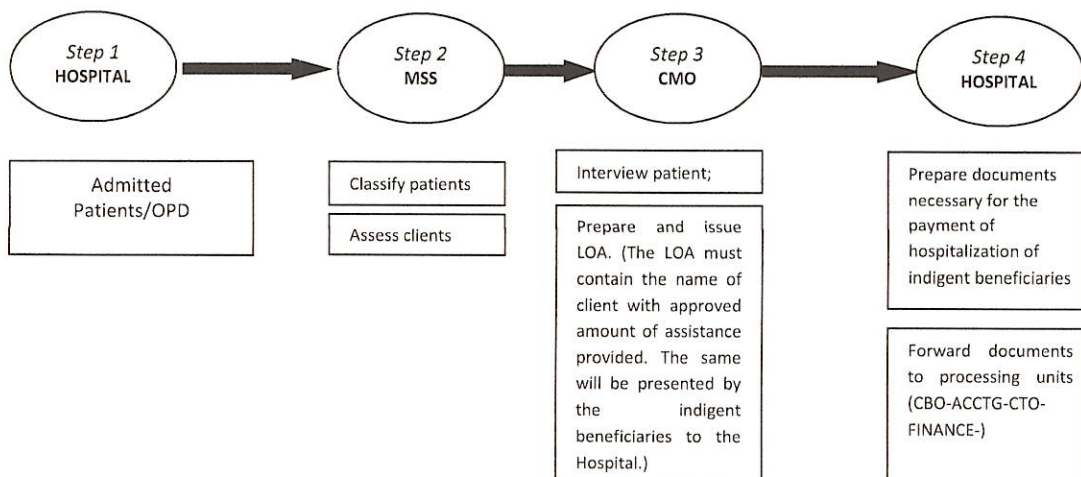 Step 1
HOSPITAL
Step 2
MSS
Step 3
CMO
Step 4
HOSPITAL
Admitted
Patients/OPD
Classify patients
Assess clients
Interview patient;
Prepare and issue
LOA. (The LOA must
contain the name of
client with approved
amount of assistance
provided. The same
will be presented by
the indigent
beneficiaries to the
Hospital.)
Prepare documents
necessary for the
payment of
hospitalization of
indigent beneficiaries
Forward documents
to processing units
(CBO-ACCTG-CTO-
FINANCE-)